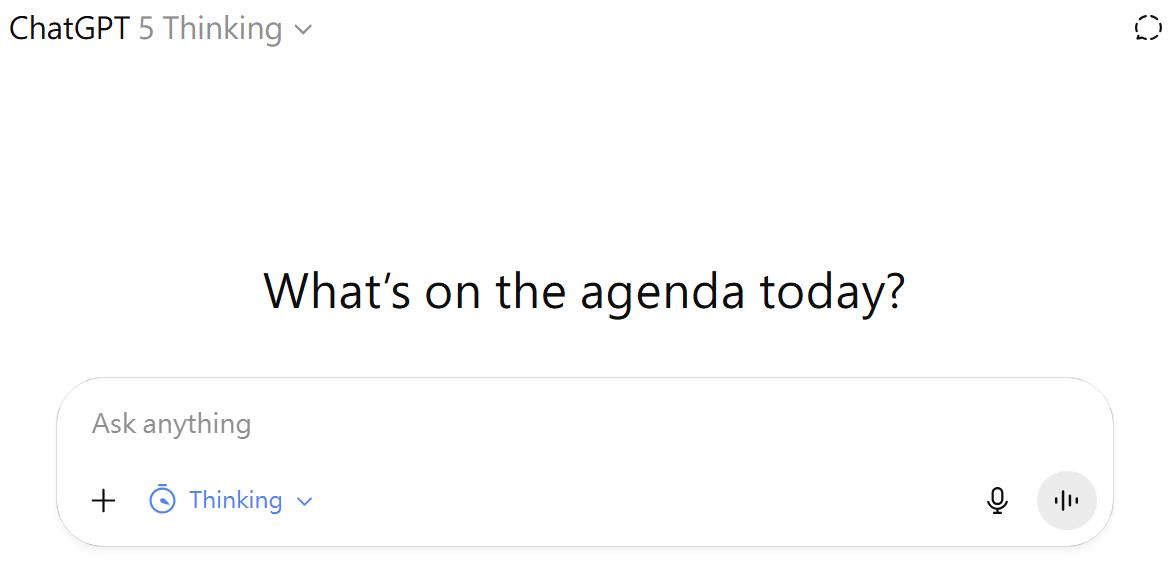 ChatGPT 5 Thinking
What’s on the agenda today?
Ask anything
Thinking